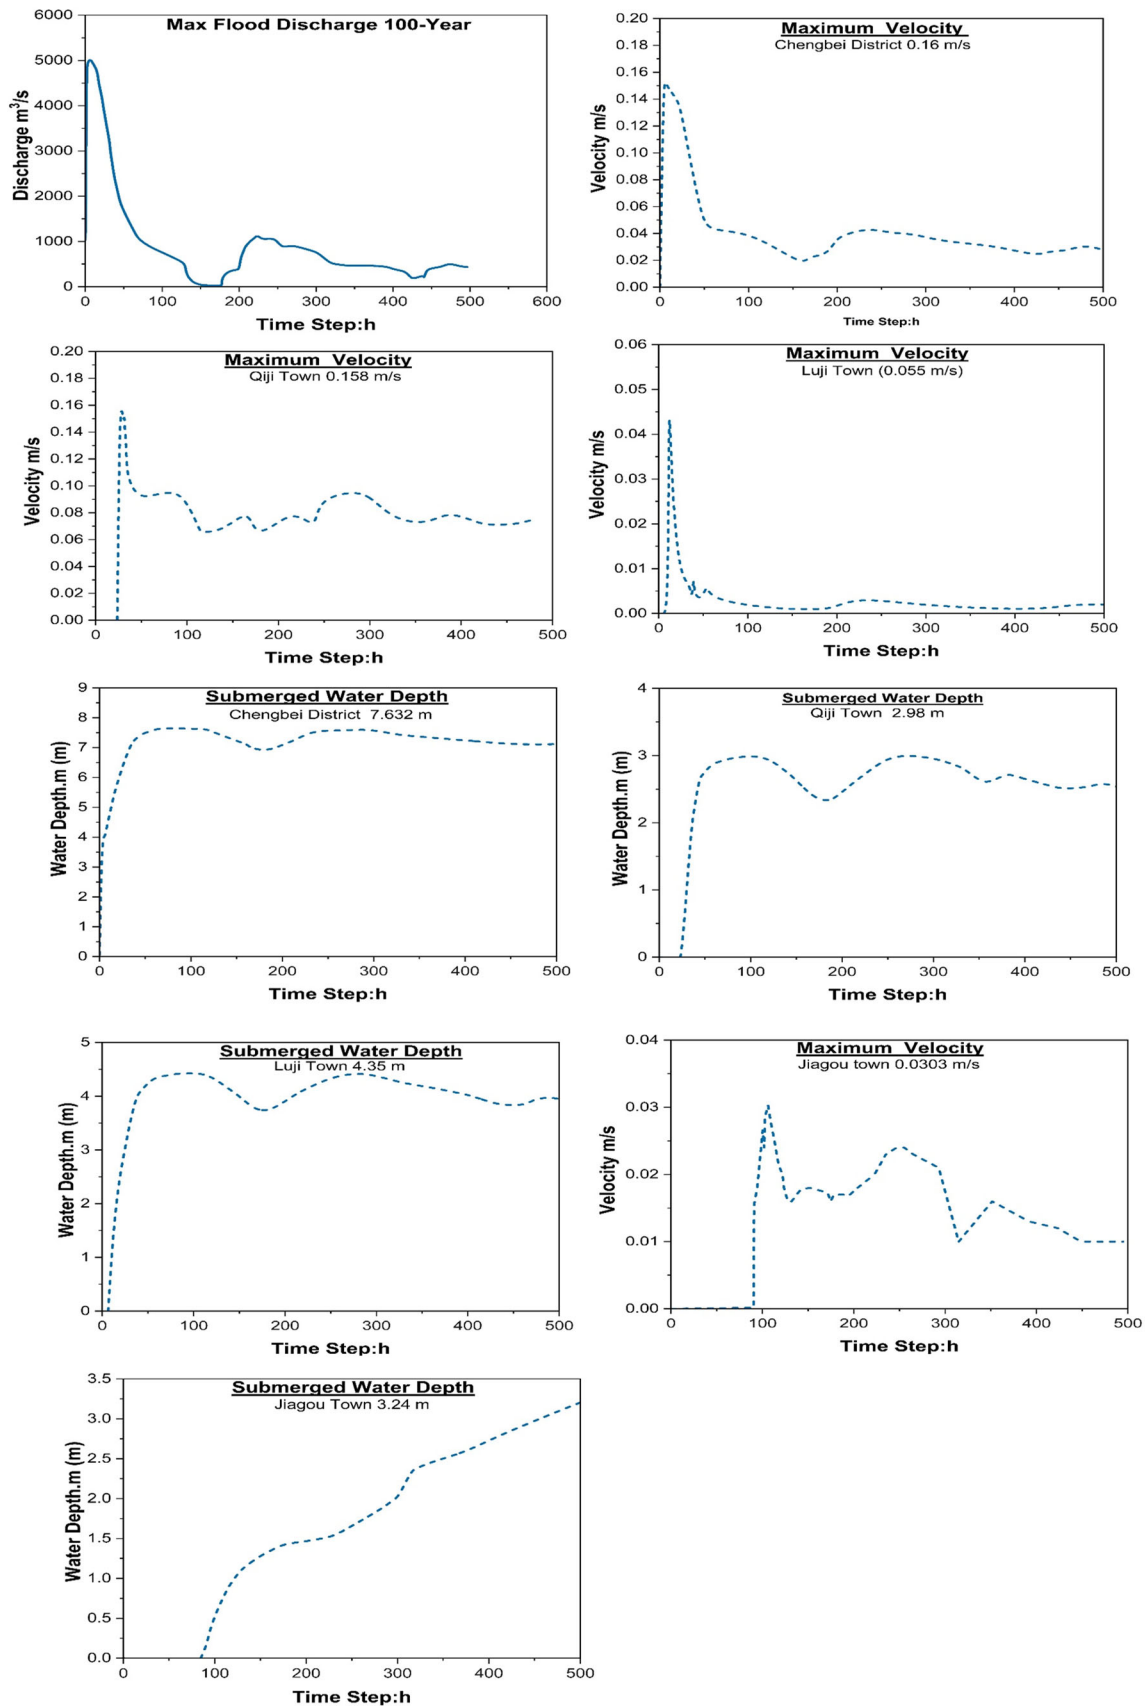 Max Flood Discharge 100-Year
Discharge m³/s
6000
5000
4000
3000
2000
1000
0
0 100 200 300 400 500 600
Time Step:h
Maximum Velocity
Chengbei District 0.16 m/s
Velocity m/s
0.20
0.18
0.16
0.14
0.12
0.10
0.08
0.06
0.04
0.02
0.00
0 100 200 300 400 500
Time Step:h
Maximum Velocity
Qiji Town 0.158 m/s
Velocity m/s
0.20
0.18
0.16
0.14
0.12
0.10
0.08
0.06
0.04
0.02
0.00
0 100 200 300 400 500
Time Step:h
Maximum Velocity
Luji Town (0.055 m/s)
Velocity m/s
0.06
0.05
0.04
0.03
0.02
0.01
0.00
0 100 200 300 400 500
Time Step:h
Submerged Water Depth
Chengbei District 7.632 m
Water Depth.m (m)
9
8
7
6
5
4
3
2
1
0
0 100 200 300 400 500
Time Step:h
Submerged Water Depth
Qiji Town 2.98 m
Water Depth.m (m)
4
3
2
1
0
0 100 200 300 400 500
Time Step:h
Submerged Water Depth
Luji Town 4.35 m
Water Depth.m (m)
5
4
3
2
1
0
0 100 200 300 400 500
Time Step:h
Maximum Velocity
Jiagou town 0.0303 m/s
Velocity m/s
0.04
0.03
0.02
0.01
0.00
0 100 200 300 400 500
Time Step:h
Submerged Water Depth
Jiagou Town 3.24 m
Water Depth.m (m)
3.5
3.0
2.5
2.0
1.5
1.0
0.5
0.0
0 100 200 300 400 500
Time Step:h